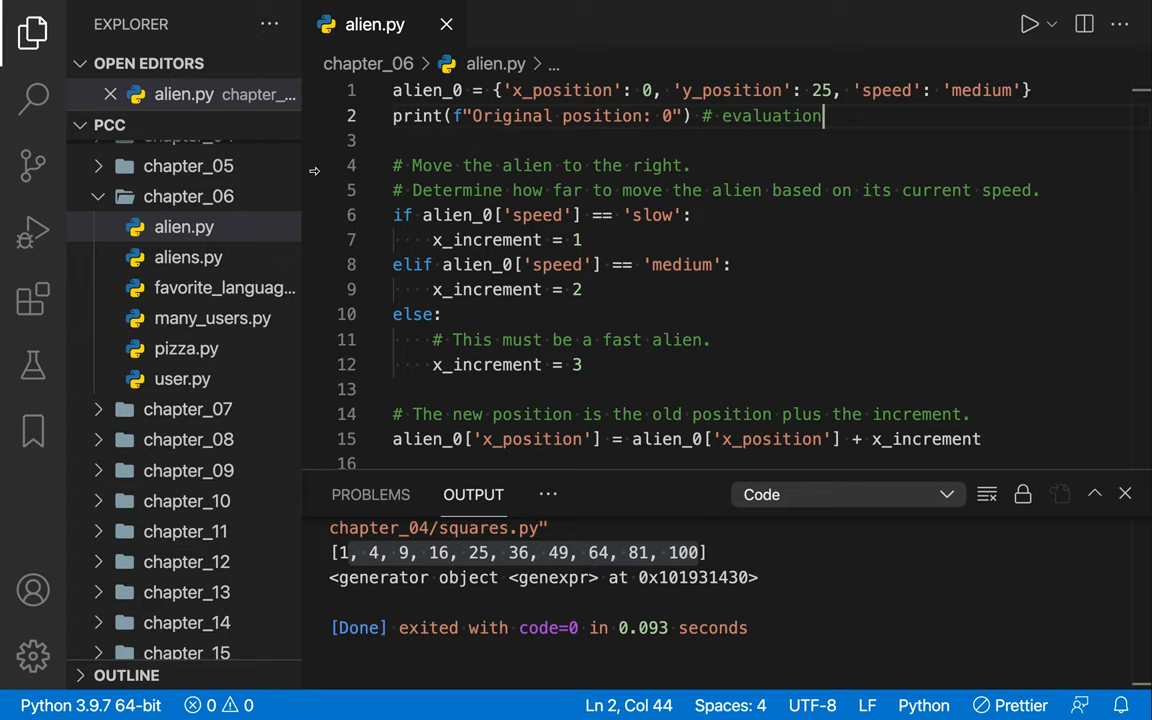 EXPLORER ...
alien.py
OPEN EDITORS
alien.py chapter_...
PCC
chapter_05
chapter_06
alien.py
aliens.py
favorite_languag...
many_users.py
pizza.py
user.py
chapter_07
chapter_08
chapter_09
chapter_10
chapter_11
chapter_12
chapter_13
chapter_14
chapter_15
OUTLINE
chapter_06 > alien.py > ...
1 alien_0 = {'x_position': 0, 'y_position': 25, 'speed': 'medium'}
2 print(f"Original position: 0") # evaluation
3
4 # Move the alien to the right.
5 # Determine how far to move the alien based on its current speed.
6 if alien_0['speed'] == 'slow':
7 x_increment = 1
8 elif alien_0['speed'] == 'medium':
9 x_increment = 2
10 else:
11 # This must be a fast alien.
12 x_increment = 3
13
14 # The new position is the old position plus the increment.
15 alien_0['x_position'] = alien_0['x_position'] + x_increment
16
PROBLEMS OUTPUT ... Code
chapter_04/squares.py"
[1, 4, 9, 16, 25, 36, 49, 64, 81, 100]
<generator object <genexpr> at 0x101931430>
[Done] exited with code=0 in 0.093 seconds
Python 3.9.7 64-bit 0 0 Ln 2, Col 44 Spaces: 4 UTF-8 LF Python Prettier